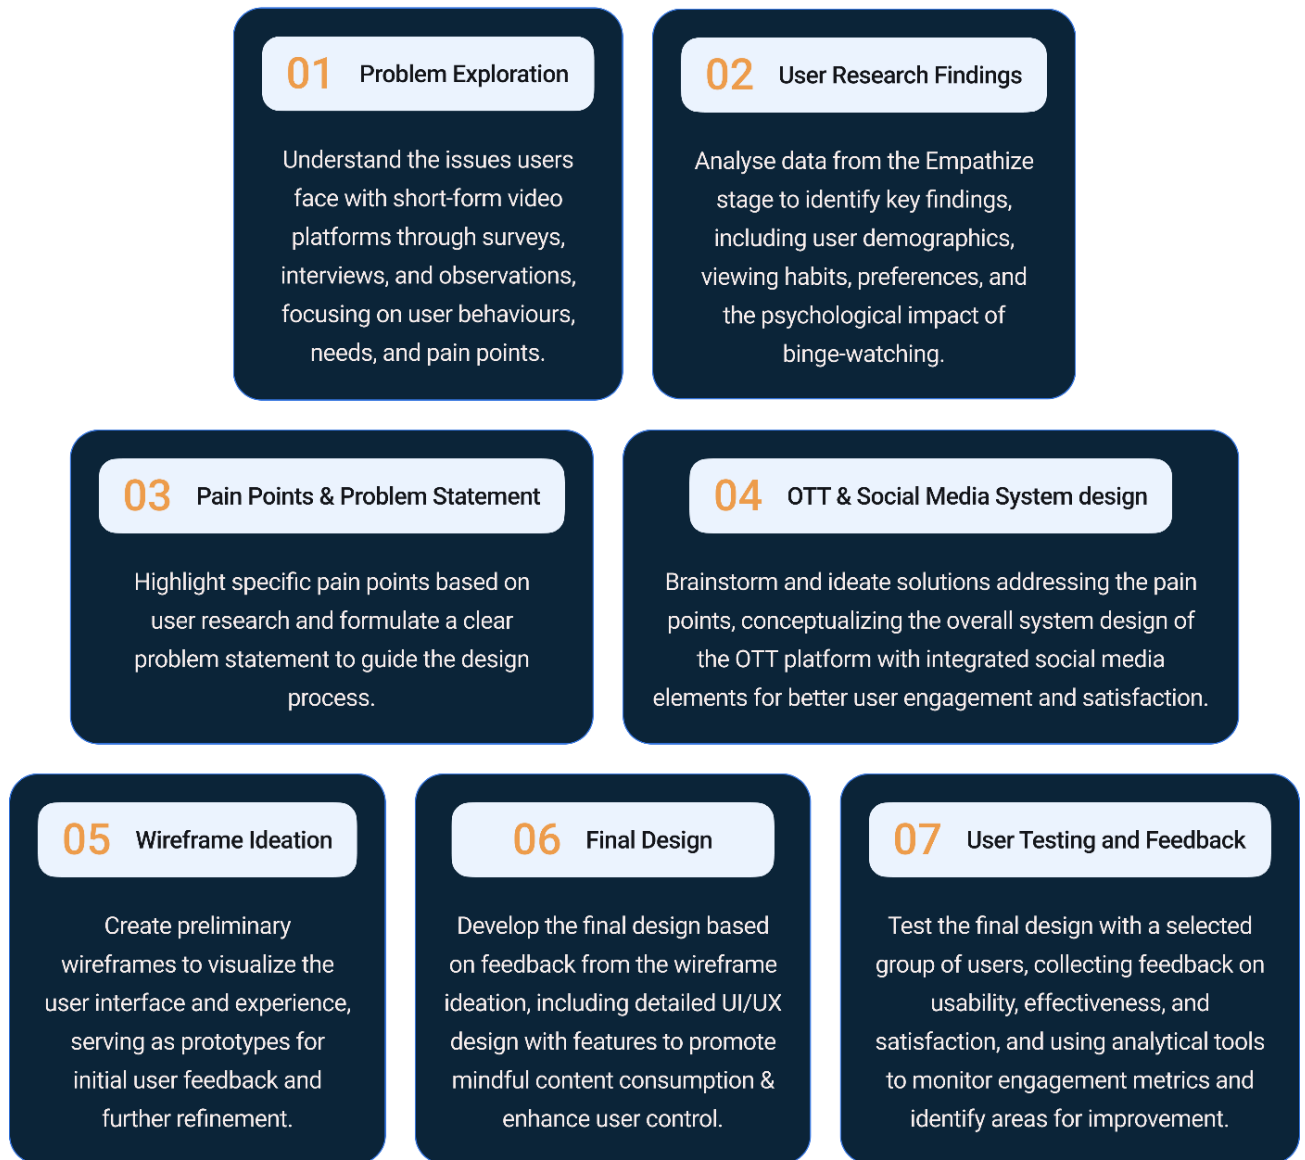 01 Problem Exploration
Understand the issues users
face with short-form video
platforms through surveys,
interviews, and observations,
focusing on user behaviours,
needs, and pain points.
02 User Research Findings
Analyse data from the Empathize
stage to identify key findings,
including user demographics,
viewing habits, preferences, and
the psychological impact of
binge-watching.
03 Pain Points & Problem Statement
Highlight specific pain points based on
user research and formulate a clear
problem statement to guide the design
process.
04 OTT & Social Media System design
Brainstorm and ideate solutions addressing the pain
points, conceptualizing the overall system design of
the OTT platform with integrated social media
elements for better user engagement and satisfaction.
05 Wireframe Ideation
Create preliminary
wireframes to visualize the
user interface and experience,
serving as prototypes for
initial user feedback and
further refinement.
06 Final Design
Develop the final design based
on feedback from the wireframe
ideation, including detailed UI/UX
design with features to promote
mindful content consumption &
enhance user control.
07 User Testing and Feedback
Test the final design with a selected
group of users, collecting feedback on
usability, effectiveness, and
satisfaction, and using analytical tools
to monitor engagement metrics and
identify areas for improvement.